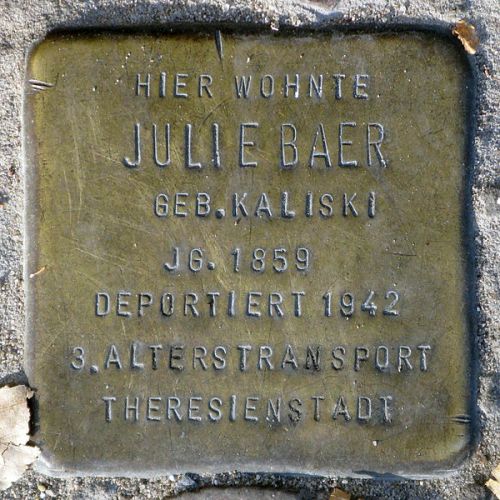 HIER WOHNTE
JULIE BAER
GEB. KALISKI
JG. 1859
DEPORTIERT 1942
3. ALTERSTRANSPORT
THERESIENSTADT